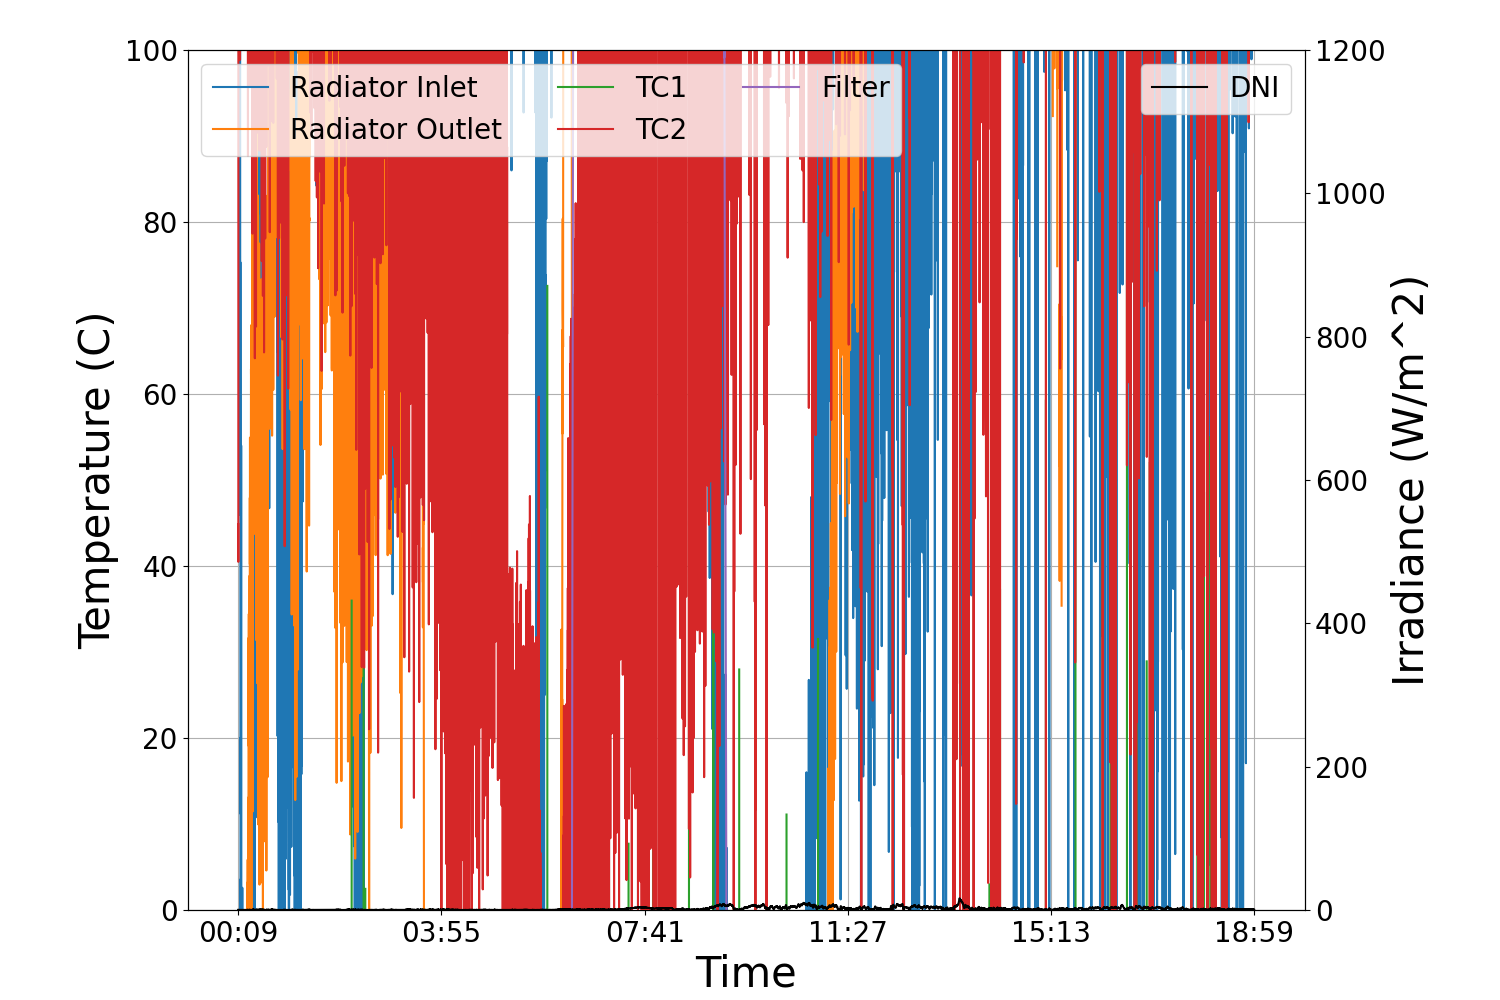 100
80
60
40
20
0
Temperature (C)
Radiator Inlet
Radiator Outlet
TC1
TC2
Filter
DNI
1200
1000
800
600
400
200
0
Irradiance (W/m^2)
00:09 03:55 07:41 11:27 15:13 18:59
Time